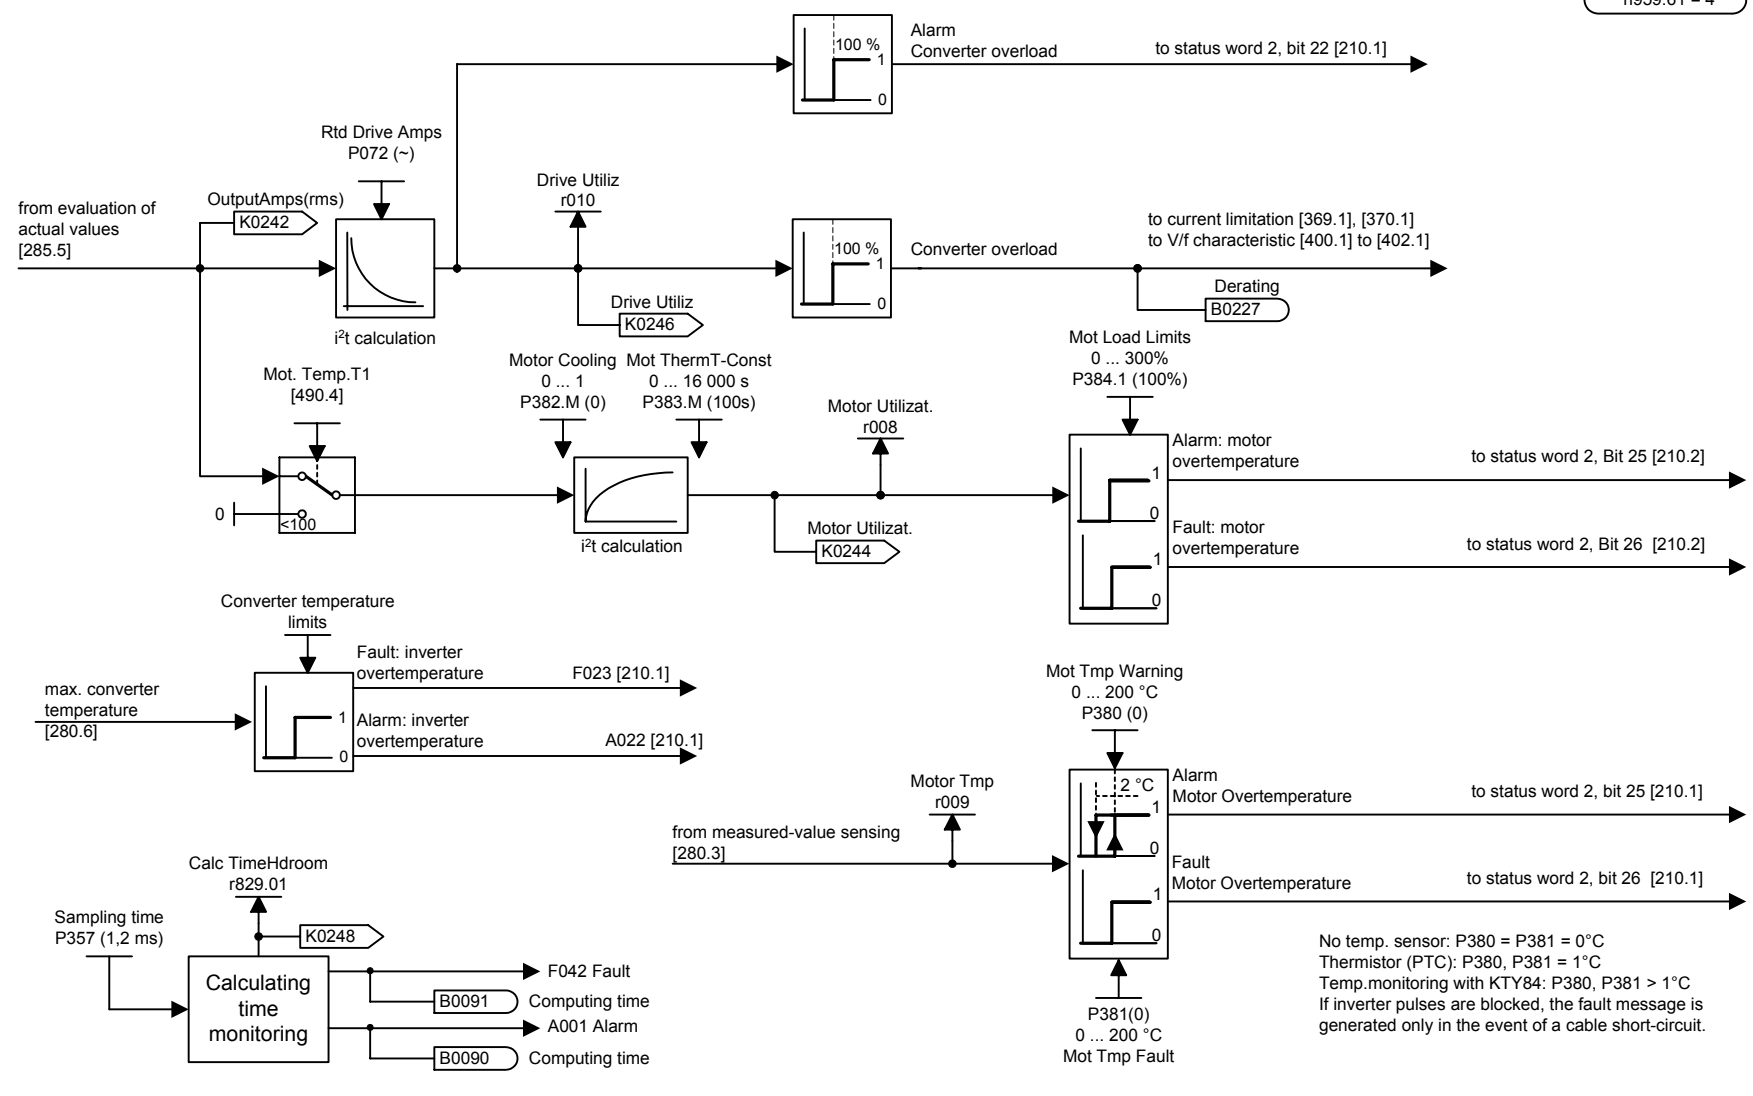 n959.61 = 4
Alarm
Converter overload
to status word 2, bit 22 [210.1]
100 %
1
0
Rtd Drive Amps
P072 (~)
OutputAmps(rms)
K0242
from evaluation of
actual values
[285.5]
i²t calculation
Drive Utiliz
r010
Drive Utiliz
K0246
100 %
1
0
Converter overload
to current limitation [369.1], [370.1]
to V/f characteristic [400.1] to [402.1]
Derating
B0227
Mot. Temp.T1
[490.4]
0
<100
Motor Cooling
0 ... 1
P382.M (0)
Mot ThermT-Const
0 ... 16 000 s
P383.M (100s)
i²t calculation
Motor Utilizat.
r008
Motor Utilizat.
K0244
Mot Load Limits
0 ... 300%
P384.1 (100%)
Alarm: motor
overtemperature
1
0
to status word 2, Bit 25 [210.2]
Fault: motor
overtemperature
1
0
to status word 2, Bit 26 [210.2]
Converter temperature
limits
max. converter
temperature
[280.6]
1
0
Fault: inverter
overtemperature
F023 [210.1]
Alarm: inverter
overtemperature
A022 [210.1]
Mot Tmp Warning
0 ... 200 °C
P380 (0)
Motor Tmp
r009
from measured-value sensing
[280.3]
2 °C
1
0
Alarm
Motor Overtemperature
to status word 2, bit 25 [210.1]
Fault
Motor Overtemperature
1
0
to status word 2, bit 26 [210.1]
P381(0)
0 ... 200 °C
Mot Tmp Fault
Calc TimeHdroom
r829.01
K0248
Sampling time
P357 (1,2 ms)
Calculating
time
monitoring
F042 Fault
B0091
Computing time
A001 Alarm
B0090
Computing time
No temp. sensor: P380 = P381 = 0°C
Thermistor (PTC): P380, P381 = 1°C
Temp.monitoring with KTY84: P380, P381 > 1°C
If inverter pulses are blocked, the fault message is
generated only in the event of a cable short-circuit.